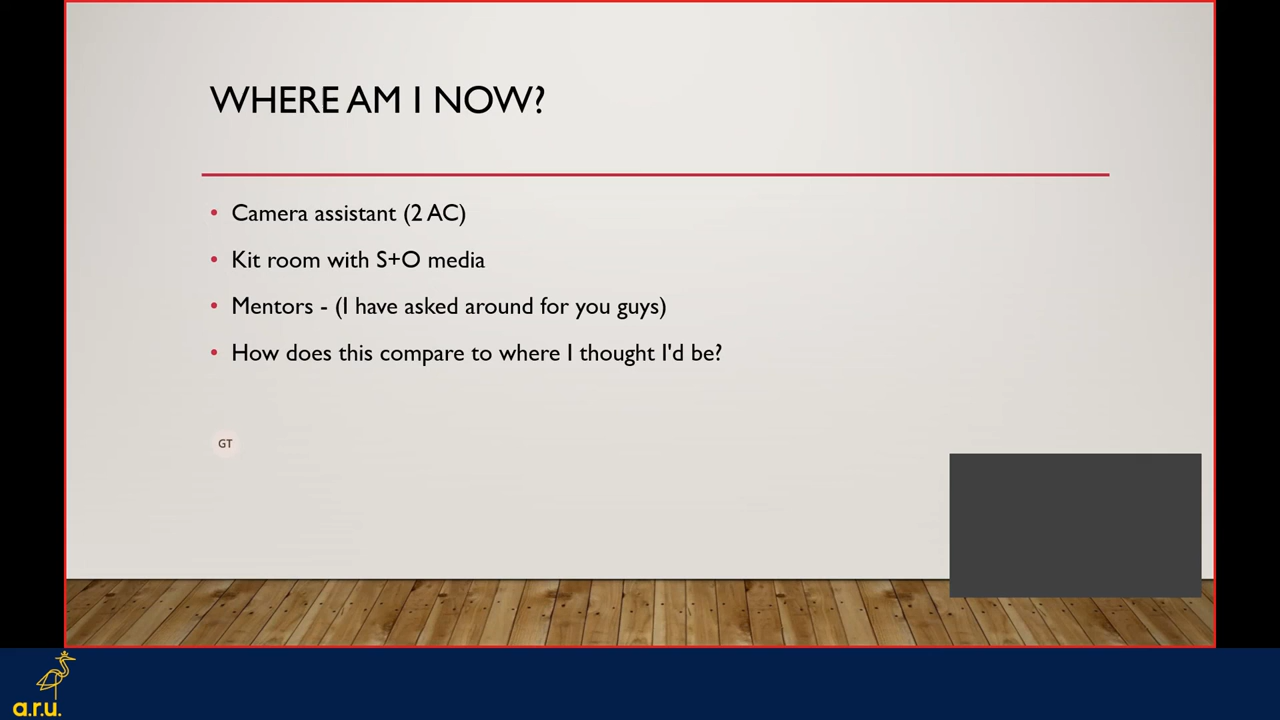 WHERE AM I NOW?
• Camera assistant (2 AC)
• Kit room with S+O media
• Mentors - (I have asked around for you guys)
• How does this compare to where I thought I'd be?
GT
a.r.u.